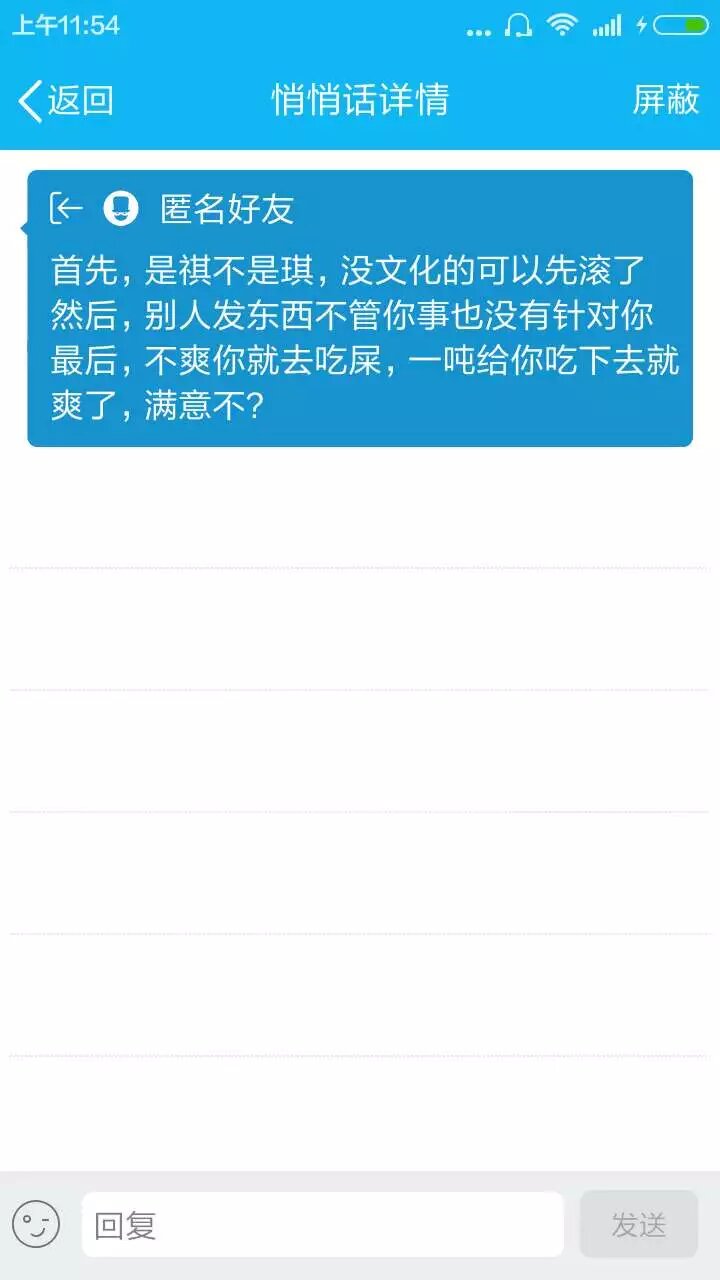 上午11:54
返回 悄悄话详情 屏蔽
匿名好友
首先，是祺不是琪，没文化的可以先滚了
然后，别人发东西不管你事也没有针对你
最后，不爽你就去吃屎，一吨给你吃下去就
爽了，满意不?
回复 发送